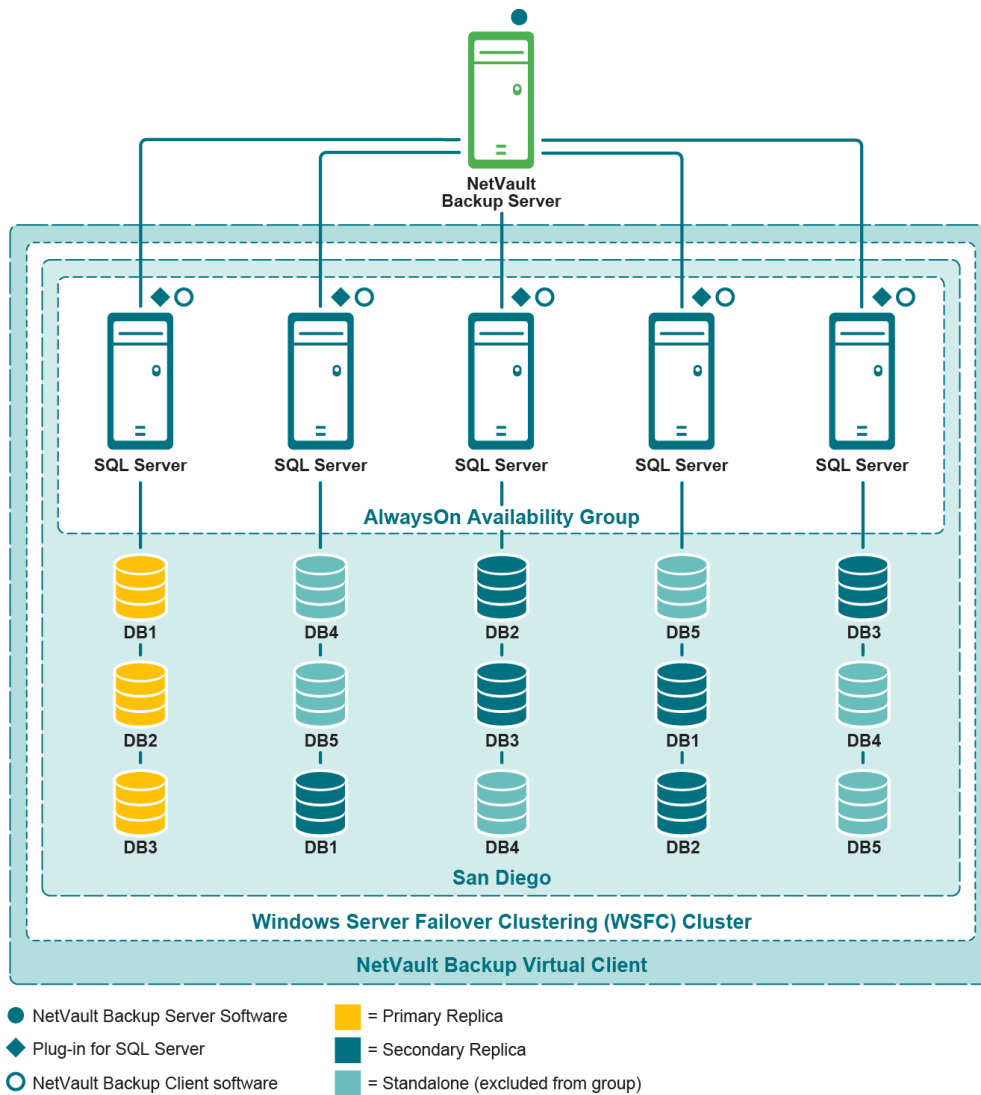 NetVault
Backup Server
SQL Server
SQL Server
SQL Server
SQL Server
SQL Server
AlwaysOn Availability Group
DB1
DB4
DB2
DB5
DB3
DB2
DB5
DB3
DB1
DB4
DB3
DB1
DB4
DB2
DB5
San Diego
Windows Server Failover Clustering (WSFC) Cluster
NetVault Backup Virtual Client
NetVault Backup Server Software
= Primary Replica
Plug-in for SQL Server
= Secondary Replica
NetVault Backup Client software
= Standalone (excluded from group)